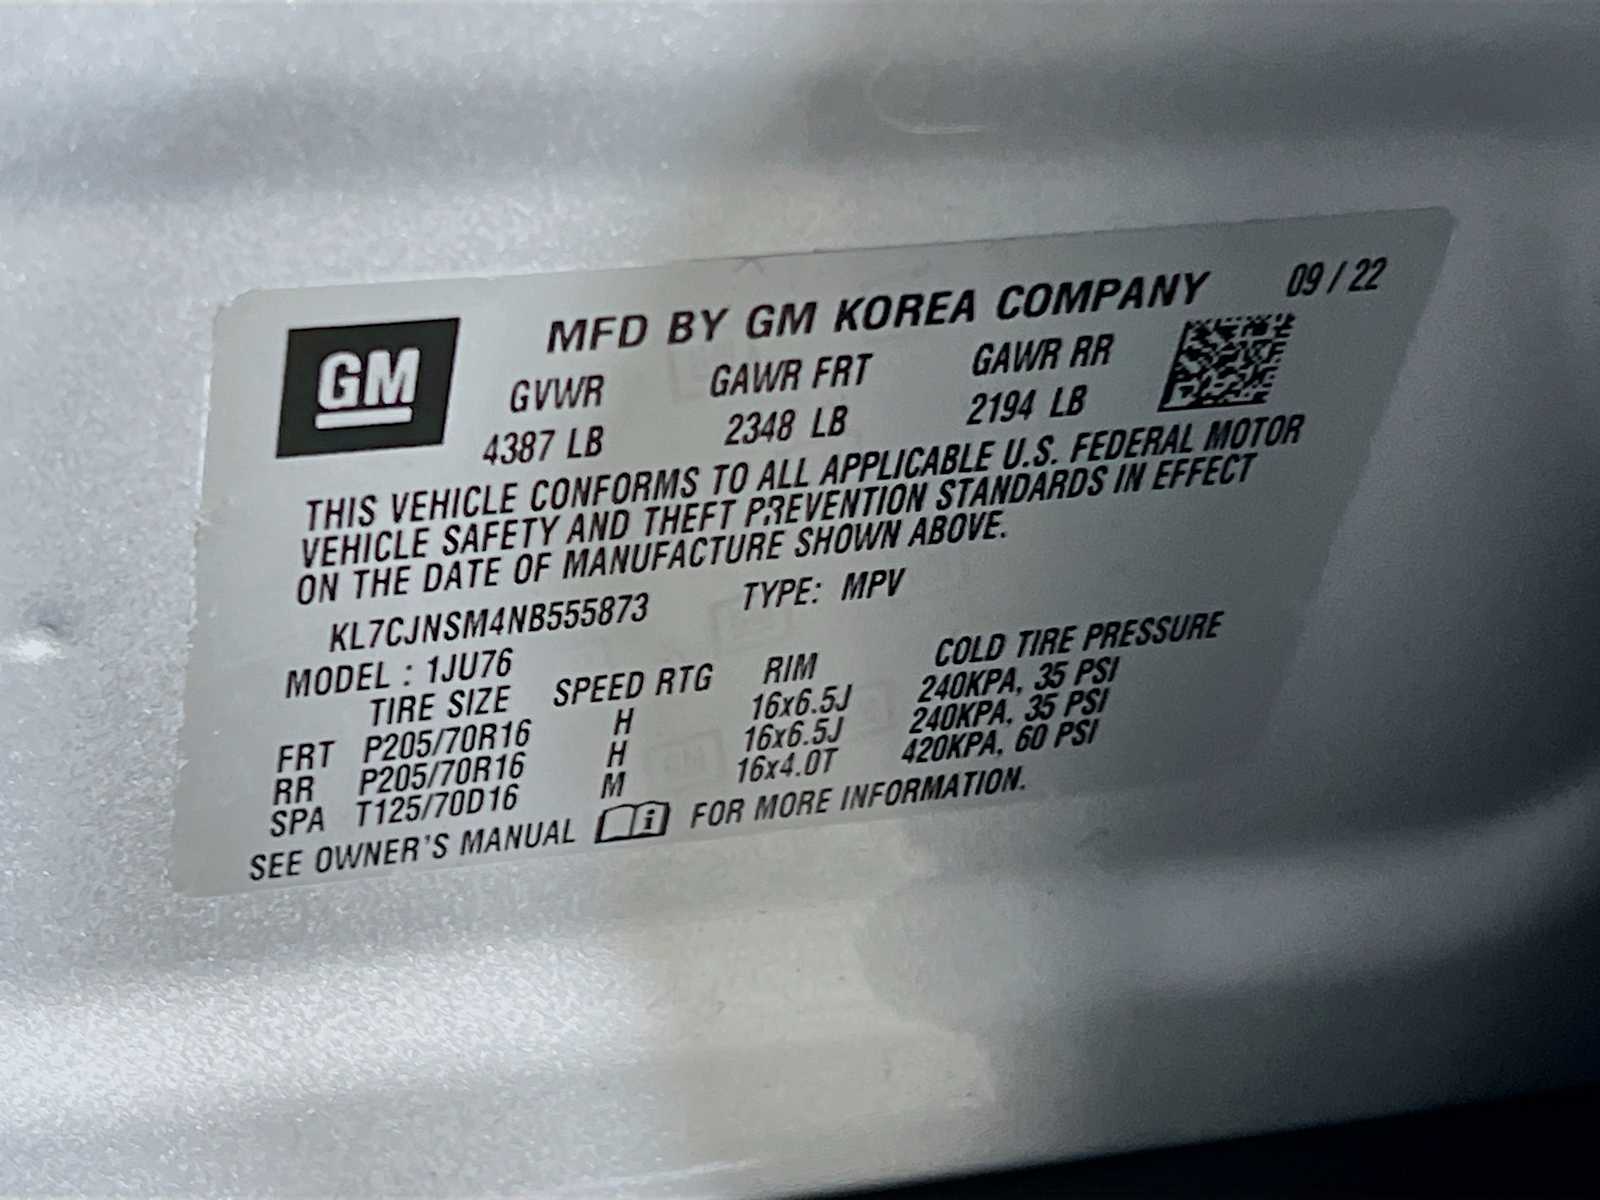 GM
MFD BY GM KOREA COMPANY 09 / 22
GVWR GAWR FRT GAWR RR
4387 LB 2348 LB 2194 LB
THIS VEHICLE CONFORMS TO ALL APPLICABLE U.S. FEDERAL MOTOR
VEHICLE SAFETY AND THEFT PREVENTION STANDARDS IN EFFECT
ON THE DATE OF MANUFACTURE SHOWN ABOVE.
KL7CJNSM4NB555873 TYPE: MPV
MODEL : 1JU76
TIRE SIZE SPEED RTG RIM COLD TIRE PRESSURE
FRT P205/70R16 H 16x6.5J 240KPA, 35 PSI
RR P205/70R16 H 16x6.5J 240KPA, 35 PSI
SPA T125/70D16 M 16x4.0T 420KPA, 60 PSI
SEE OWNER'S MANUAL i FOR MORE INFORMATION.